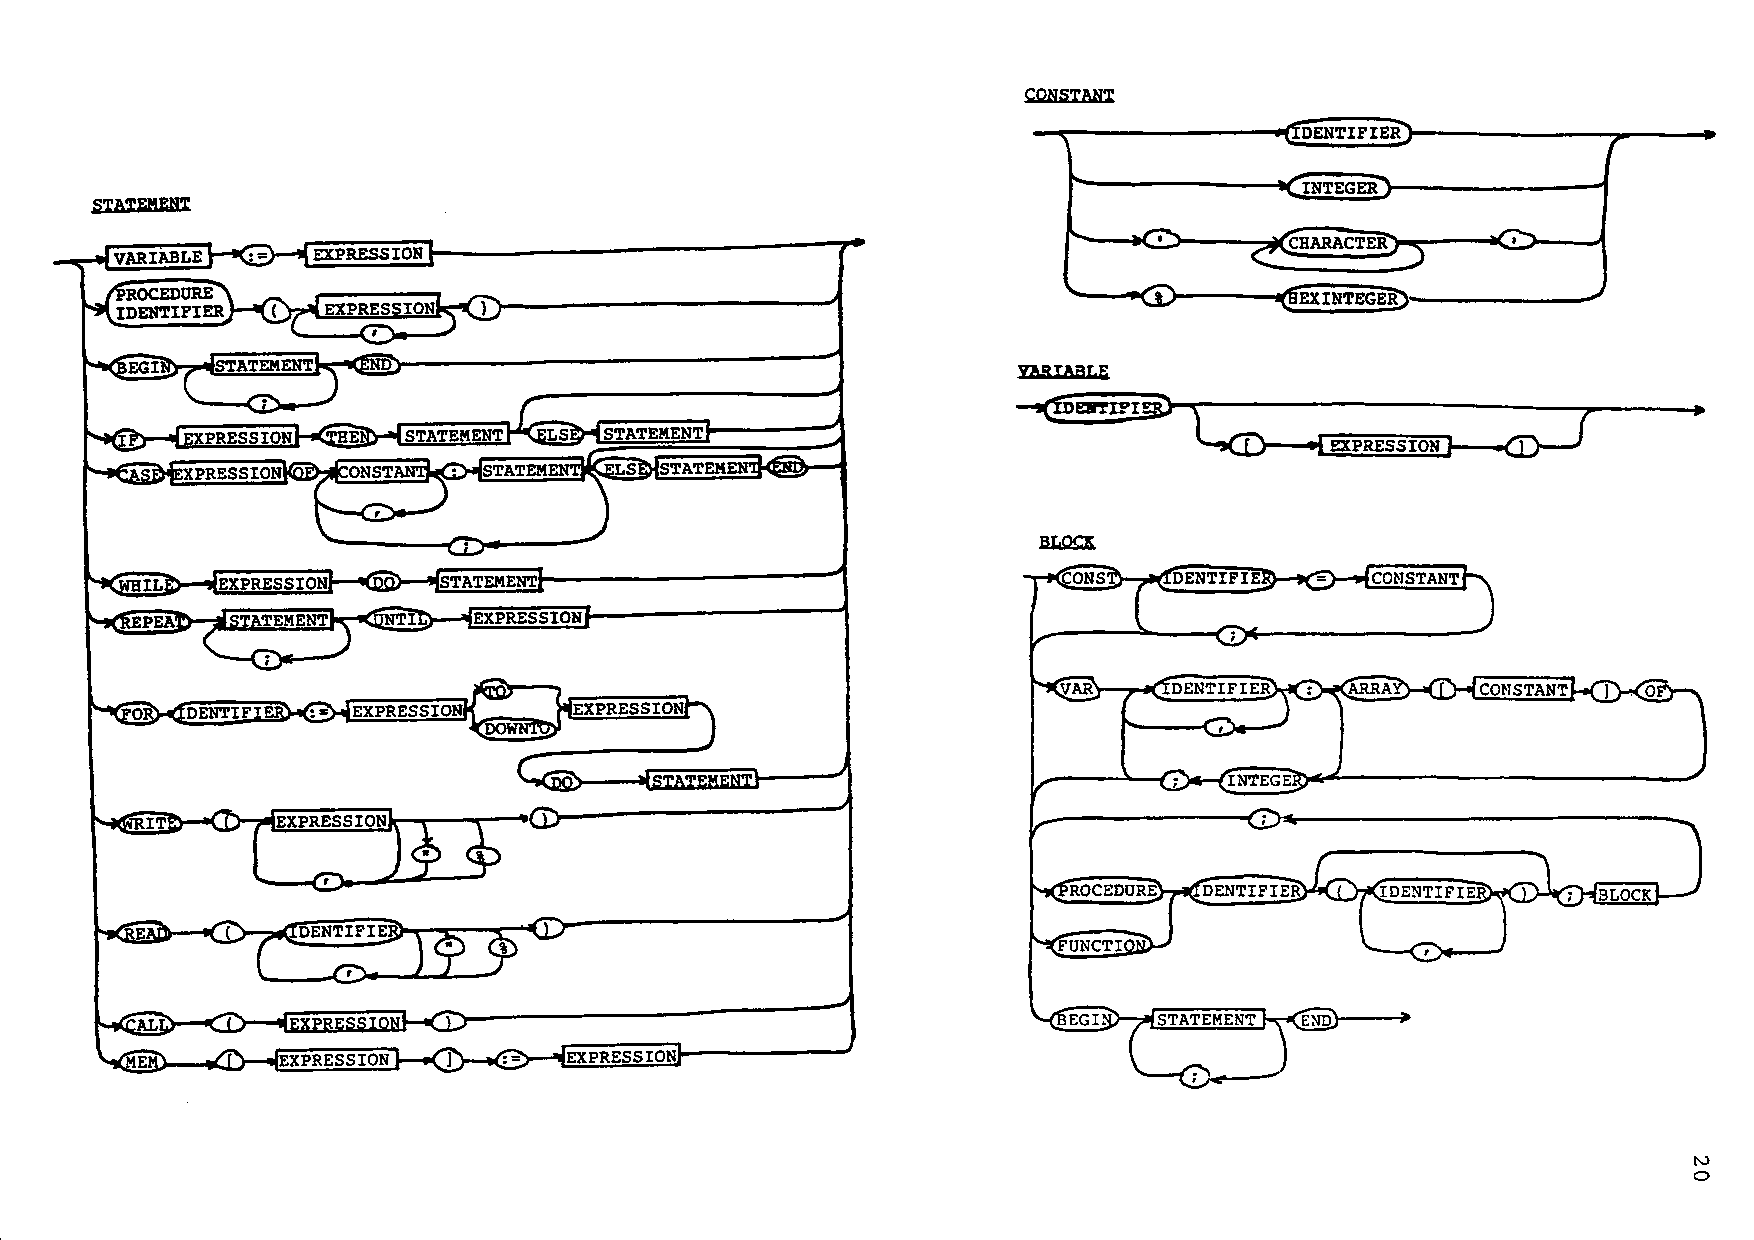 STATEMENT
VARIABLE := EXPRESSION
PROCEDURE
IDENTIFIER ( EXPRESSION )
,
BEGIN STATEMENT END
;
IF EXPRESSION THEN STATEMENT ELSE STATEMENT
CASE EXPRESSION OF CONSTANT : STATEMENT ELSE STATEMENT END
,
;
WHILE EXPRESSION DO STATEMENT
REPEAT STATEMENT UNTIL EXPRESSION
;
TO
FOR IDENTIFIER := EXPRESSION EXPRESSION
DOWNTO
DO STATEMENT
WRITE ( EXPRESSION )
" %
,
READ ( IDENTIFIER )
" %
,
CALL ( EXPRESSION )
MEM [ EXPRESSION ] := EXPRESSION
CONSTANT
IDENTIFIER
INTEGER
' CHARACTER '
% HEXINTEGER
VARIABLE
IDENTIFIER
[ EXPRESSION ]
BLOCK
CONST IDENTIFIER = CONSTANT
;
VAR IDENTIFIER : ARRAY [ CONSTANT ] OF
,
; INTEGER
;
PROCEDURE IDENTIFIER ( IDENTIFIER ) ; BLOCK
FUNCTION
,
BEGIN STATEMENT END
;
20